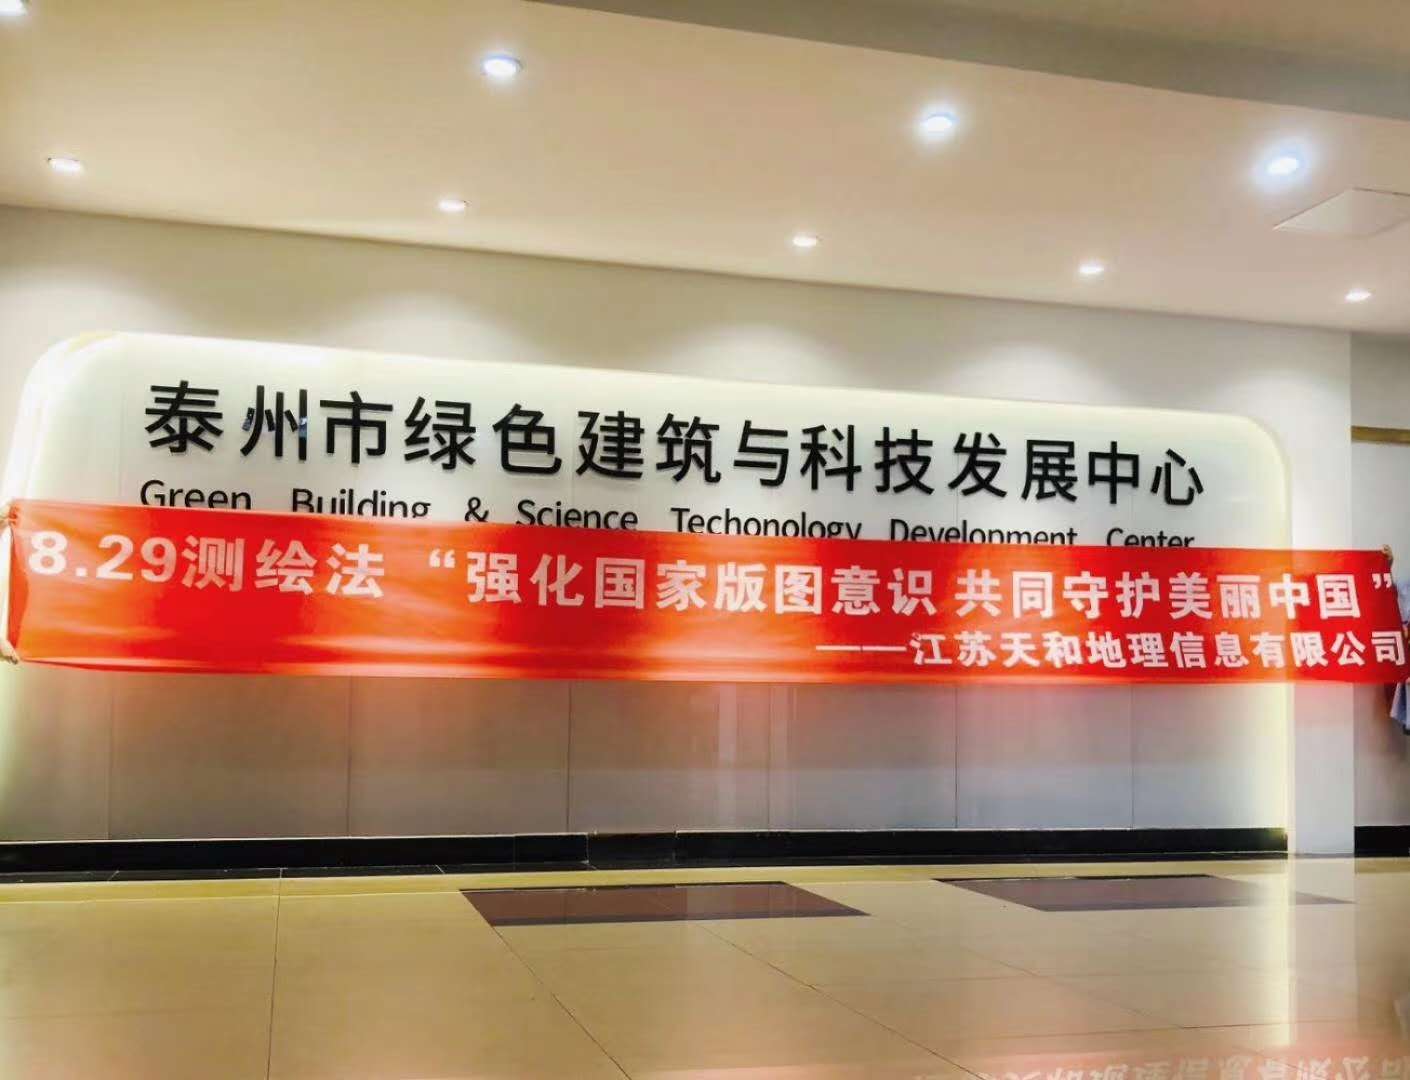 泰州市绿色建筑与科技发展中心
Green Building & Science Techonology Development Center
8.29测绘法 “强化国家版图意识 共同守护美丽中国”
——江苏天和地理信息有限公司